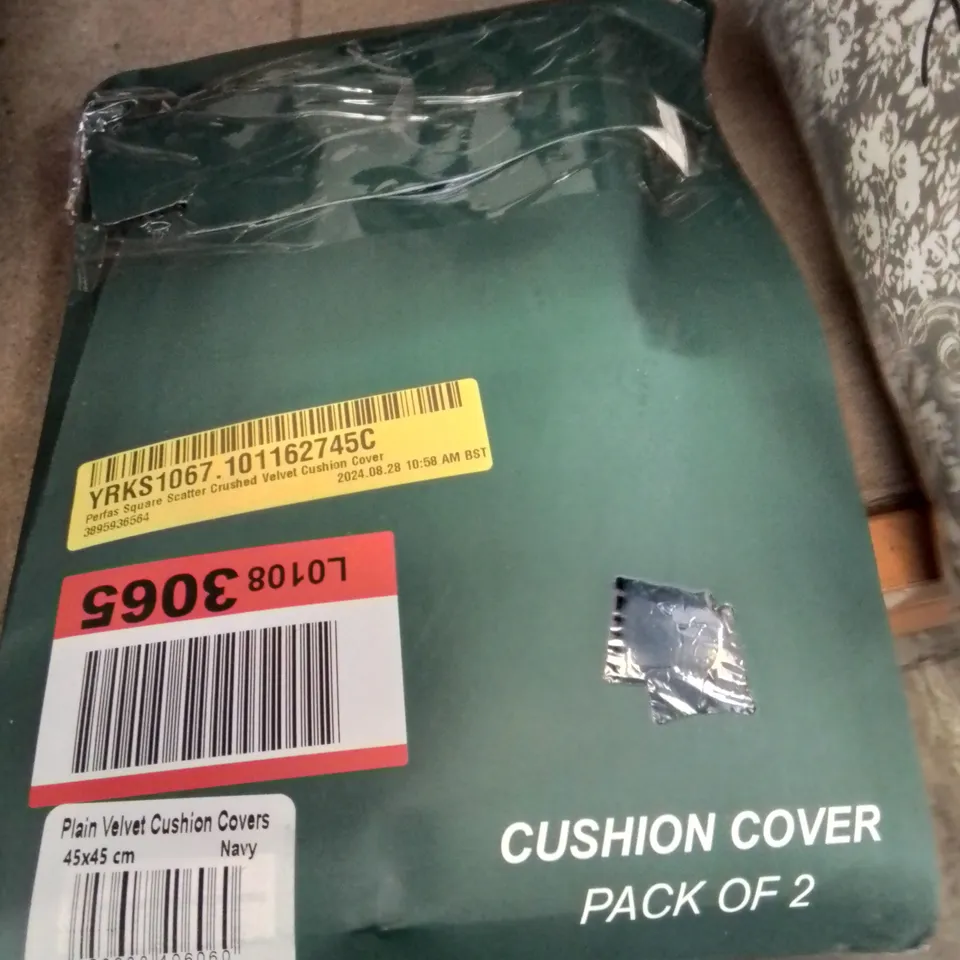 YRKS1067.101162745C
Perfas Square Scatter Crushed Velvet Cushion Cover
2024.08.28 10:58 AM BST
3895936564
L0108 3065
Plain Velvet Cushion Covers
45x45 cm Navy
CUSHION COVER
PACK OF 2